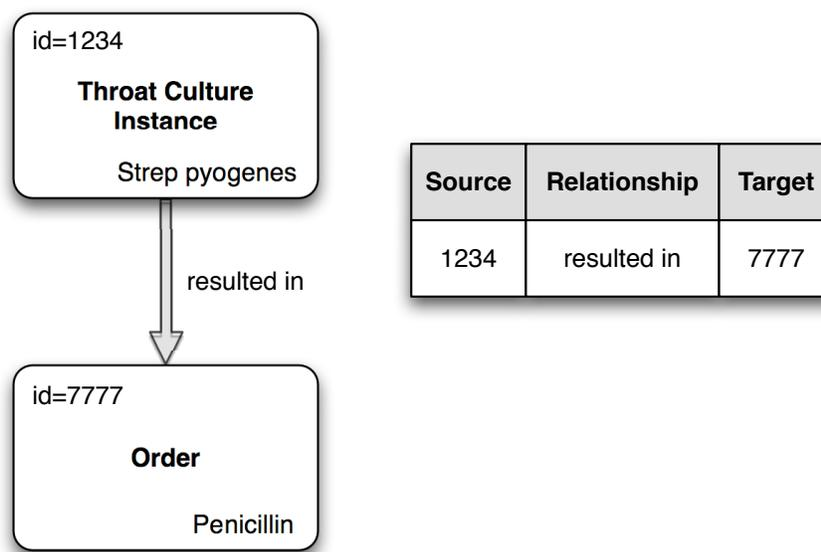 id=1234
Throat Culture
Instance
Strep pyogenes
resulted in
id=7777
Order
Penicillin
Source Relationship Target
1234 resulted in 7777